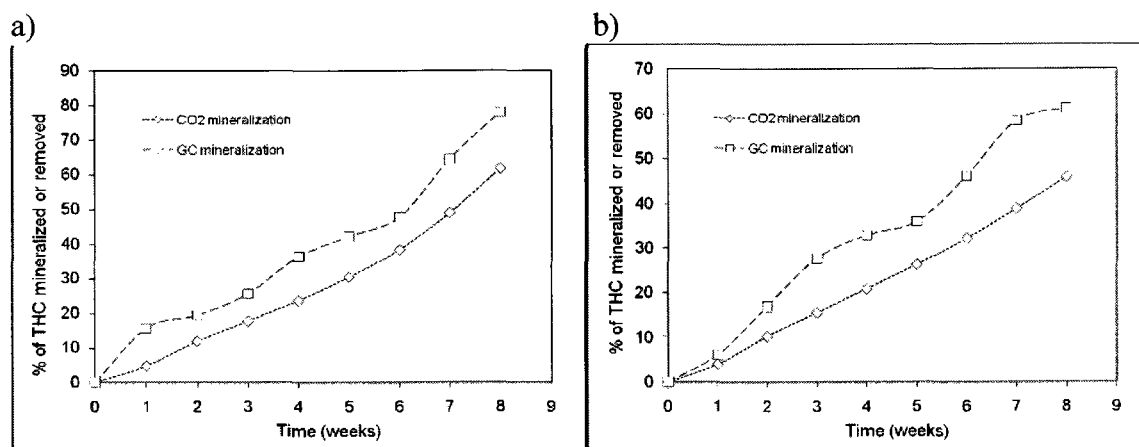 a)
% of THC mineralized or removed
90
80
70
60
50
40
30
20
10
0
CO2 mineralization
GC mineralization
0 1 2 3 4 5 6 7 8 9
Time (weeks)
b)
% of THC mineralized or removed
70
60
50
40
30
20
10
0
CO2 mineralization
GC mineralization
0 1 2 3 4 5 6 7 8 9
Time (weeks)